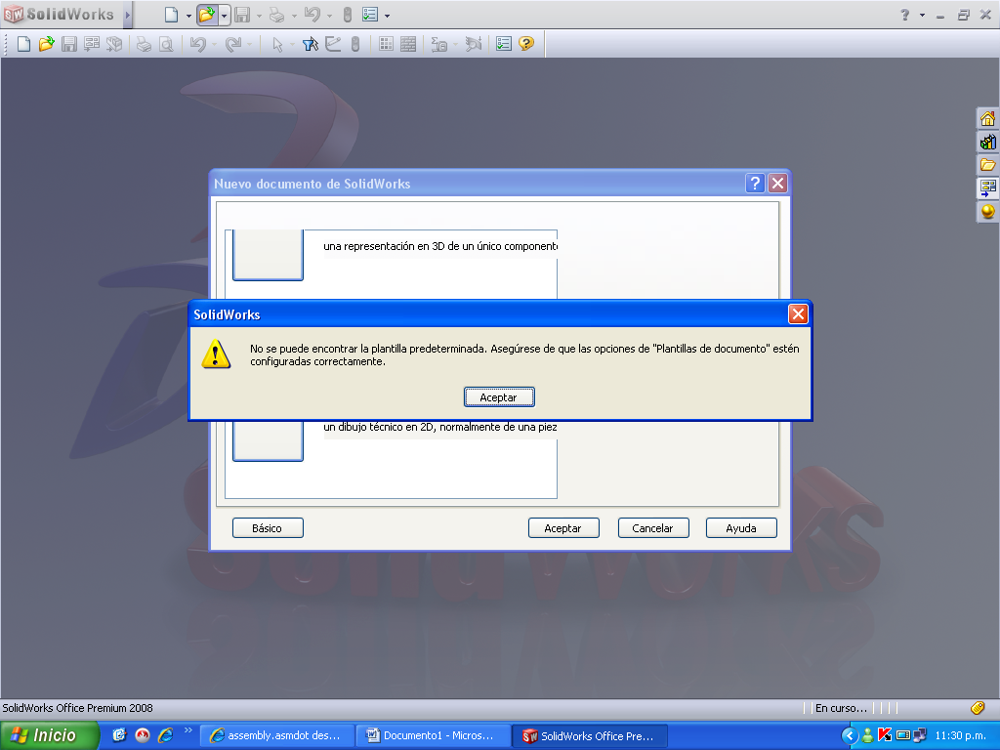 SolidWorks
Nuevo documento de SolidWorks
una representación en 3D de un único component
SolidWorks
No se puede encontrar la plantilla predeterminada. Asegúrese de que las opciones de "Plantillas de documento" estén
configuradas correctamente.
Aceptar
un dibujo técnico en 2D, normalmente de una piez
Básico
Aceptar
Cancelar
Ayuda
SolidWorks
SolidWorks Office Premium 2008
En curso...
Inicio
assembly.asmdot des...
Documento1 - Micros...
SolidWorks Office Pre...
11:30 p.m.